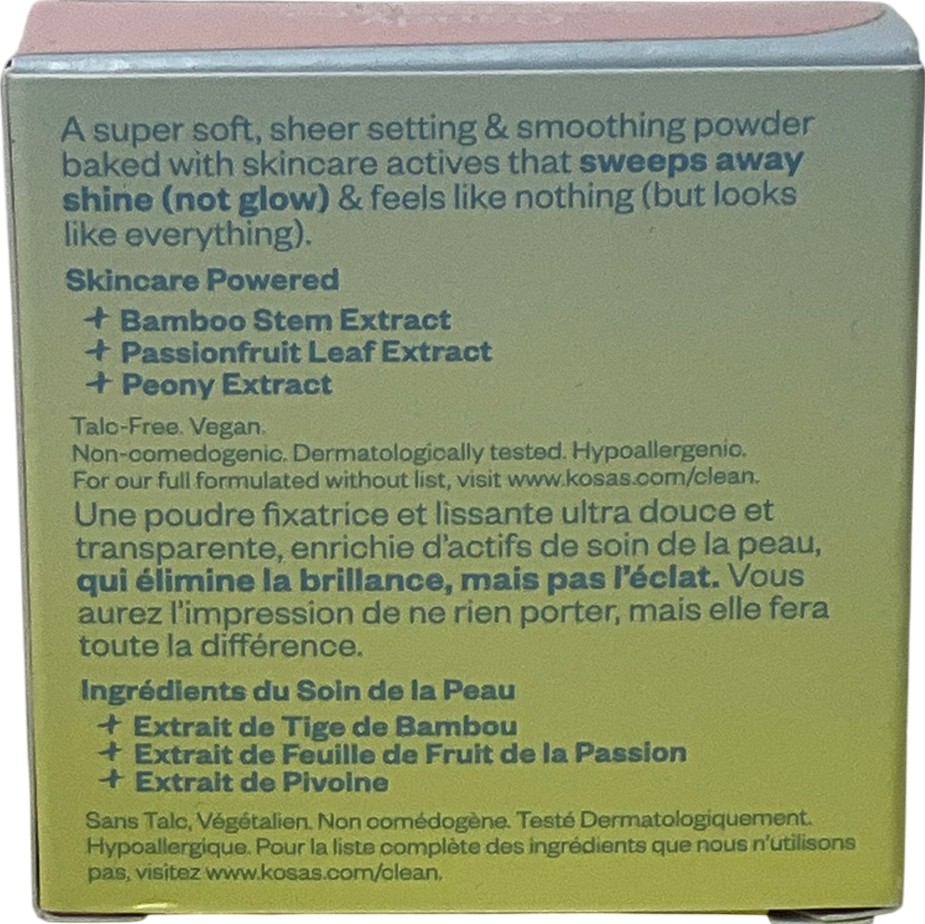 A super soft, sheer setting & smoothing powder
baked with skincare actives that sweeps away
shine (not glow) & feels like nothing (but looks
like everything).
Skincare Powered
+ Bamboo Stem Extract
+ Passionfruit Leaf Extract
+ Peony Extract
Talc-Free. Vegan.
Non-comedogenic. Dermatologically tested. Hypoallergenic.
For our full formulated without list, visit www.kosas.com/clean.
Une poudre fixatrice et lissante ultra douce et
transparente, enrichie d'actifs de soin de la peau,
qui élimine la brillance, mais pas l'éclat. Vous
aurez l'impression de ne rien porter, mais elle fera
toute la différence.
Ingrédients du Soin de la Peau
+ Extrait de Tige de Bambou
+ Extrait de Feuille de Fruit de la Passion
+ Extrait de Pivoine
Sans Talc, Végétalien. Non comédogène. Testé Dermatologiquement.
Hypoallergique. Pour la liste complète des ingrédients que nous n'utilisons
pas, visitez www.kosas.com/clean.